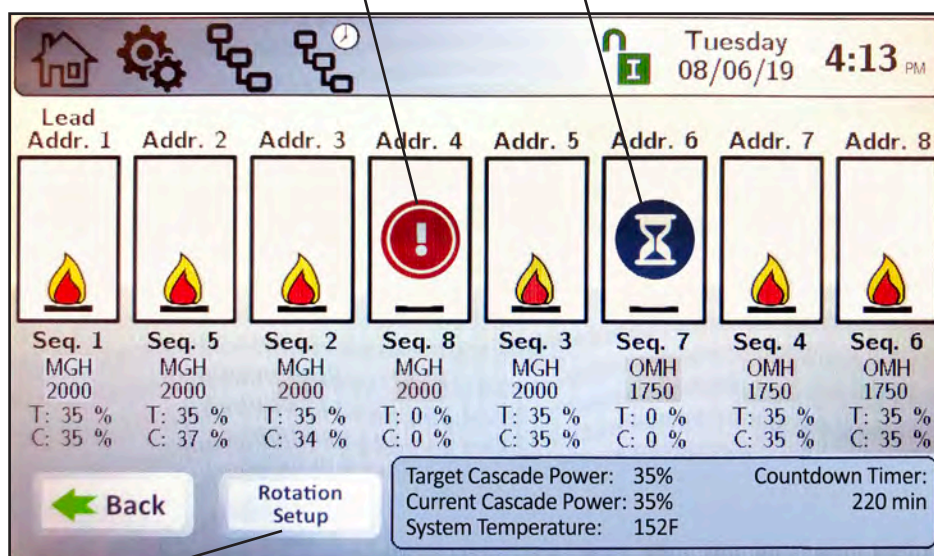 Tuesday
08/06/19
4:13 PM
Lead
Addr. 1 Addr. 2 Addr. 3 Addr. 4 Addr. 5 Addr. 6 Addr. 7 Addr. 8
!
Seq. 1 Seq. 5 Seq. 2 Seq. 8 Seq. 3 Seq. 7 Seq. 4 Seq. 6
MGH MGH MGH MGH MGH OMH OMH OMH
2000 2000 2000 2000 2000 1750 1750 1750
T: 35 % T: 35 % T: 35 % T: 0 % T: 35 % T: 0 % T: 35 % T: 35 %
C: 35 % C: 37 % C: 34 % C: 0 % C: 35 % C: 0 % C: 35 % C: 35 %
Back
Rotation
Setup
Target Cascade Power: 35% Countdown Timer:
Current Cascade Power: 35% 220 min
System Temperature: 152F
I